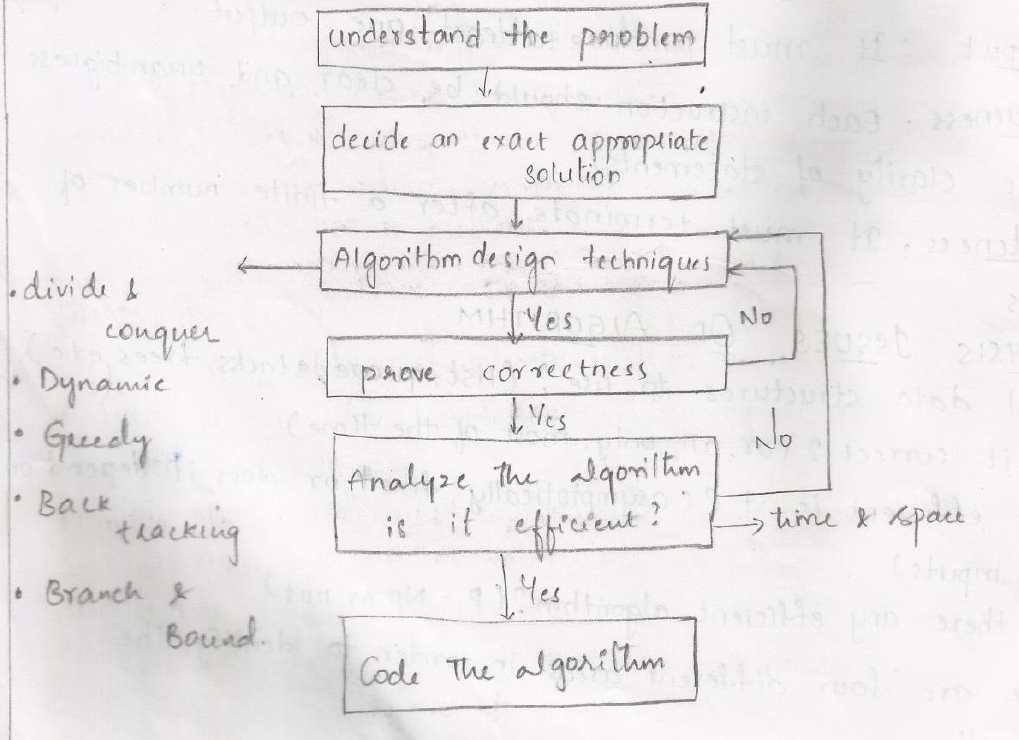 understand the problem
decide an exact appropriate
solution
Algorithm design techniques
Yes
No
prove correctness
Yes
No
Analyze the algorithm
is it efficient?
time & space
Yes
Code The algorithm
• divide &
conquer
• Dynamic
• Greedy
• Back
tracking
• Branch &
Bound.